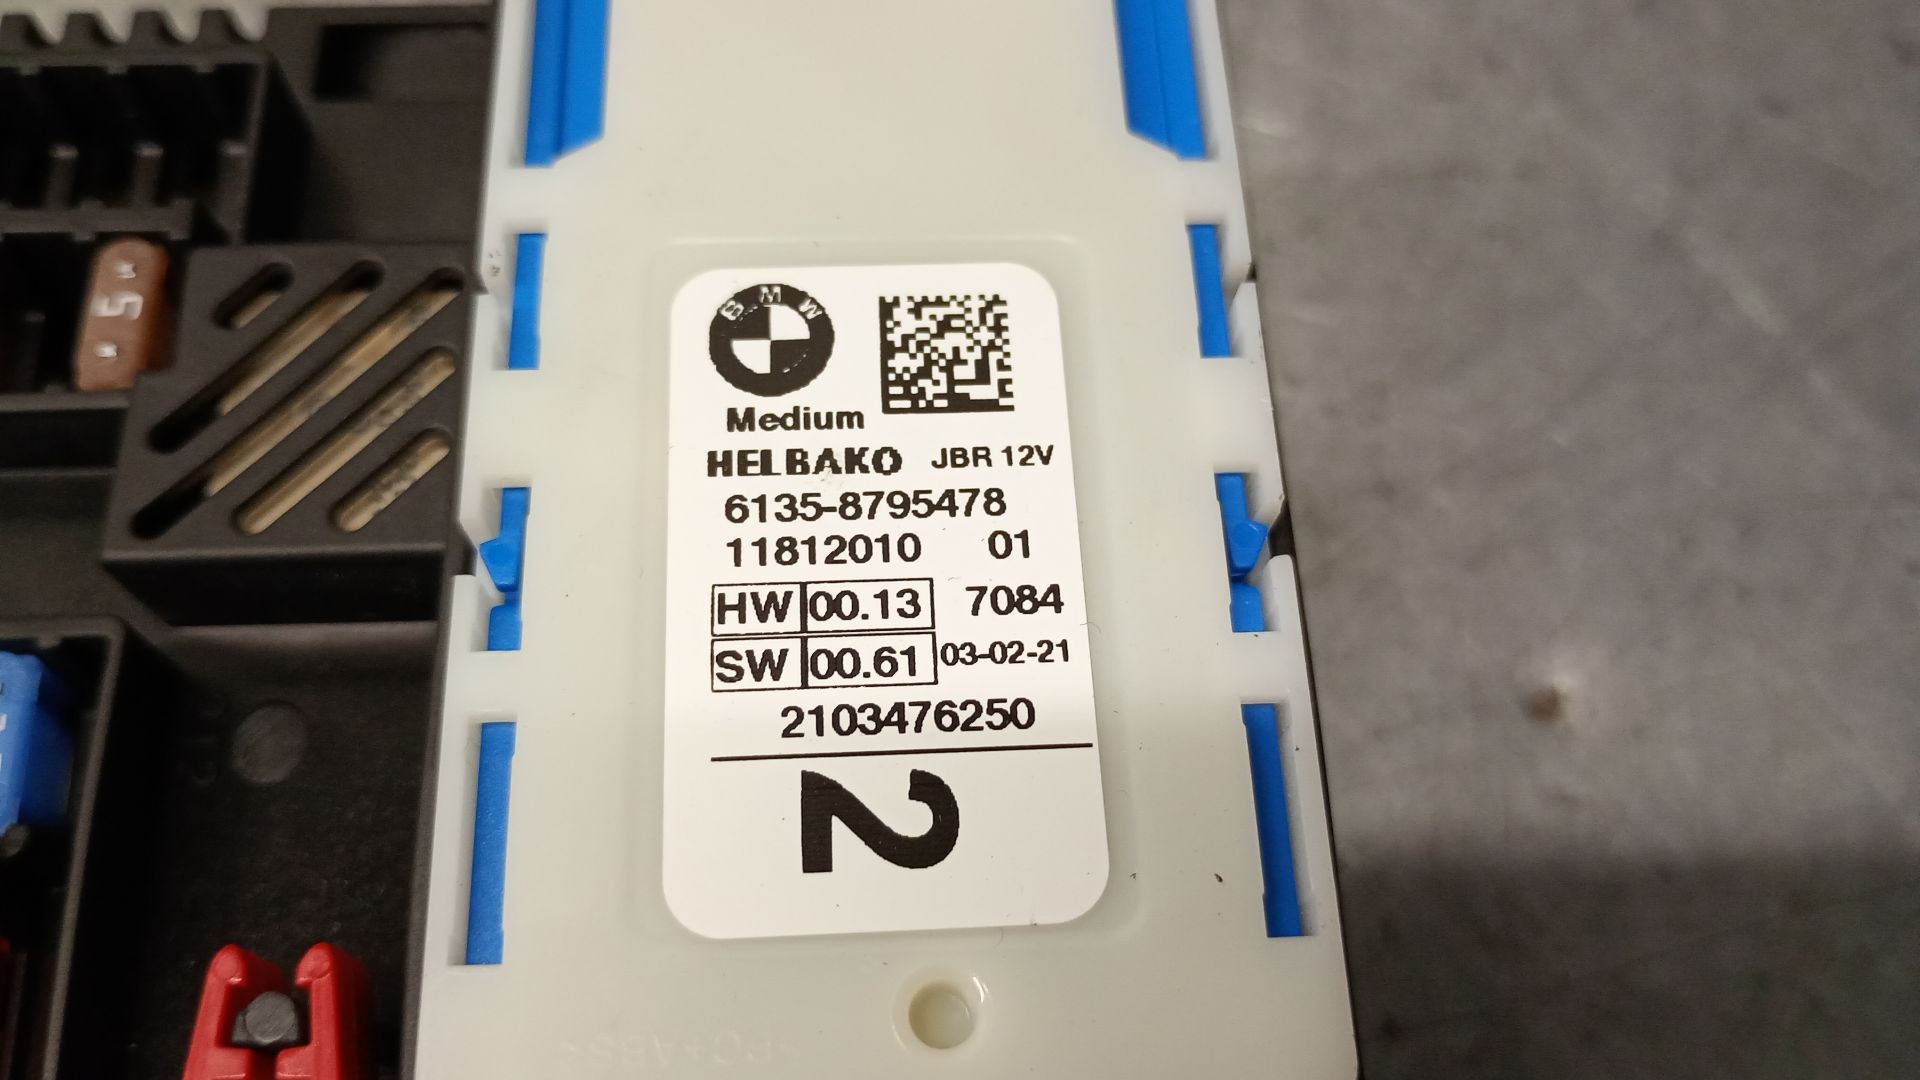 BMW
Medium
HELBAKO JBR 12V
6135-8795478
11812010 01
HW 00.13 7084
SW 00.61 03-02-21
2103476250
2
5